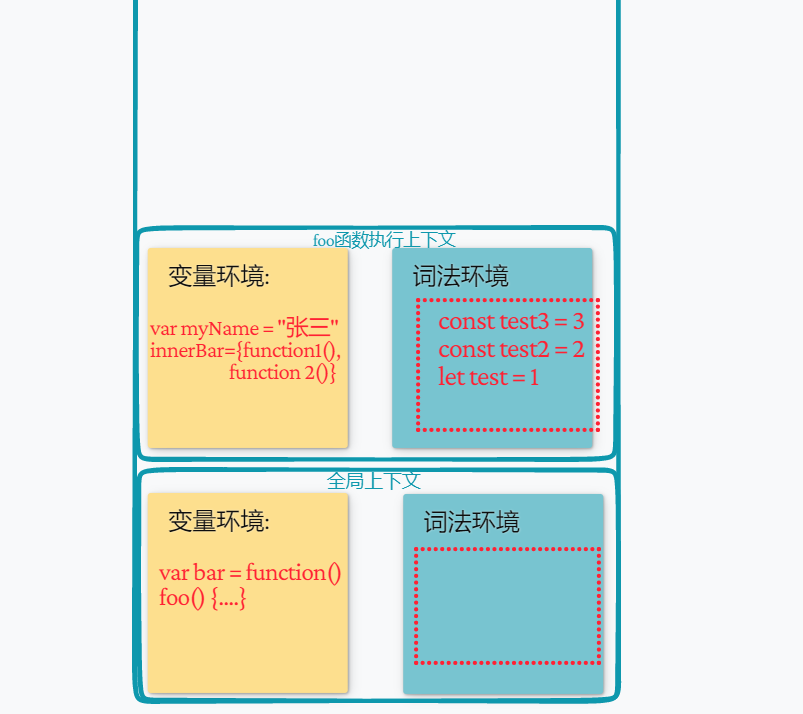 foo函数执行上下文
变量环境:
var myName = "张三"
innerBar={function1(),
function 2()}
词法环境
const test3 = 3
const test2 = 2
let test = 1
全局上下文
变量环境:
var bar = function()
foo() {....}
词法环境